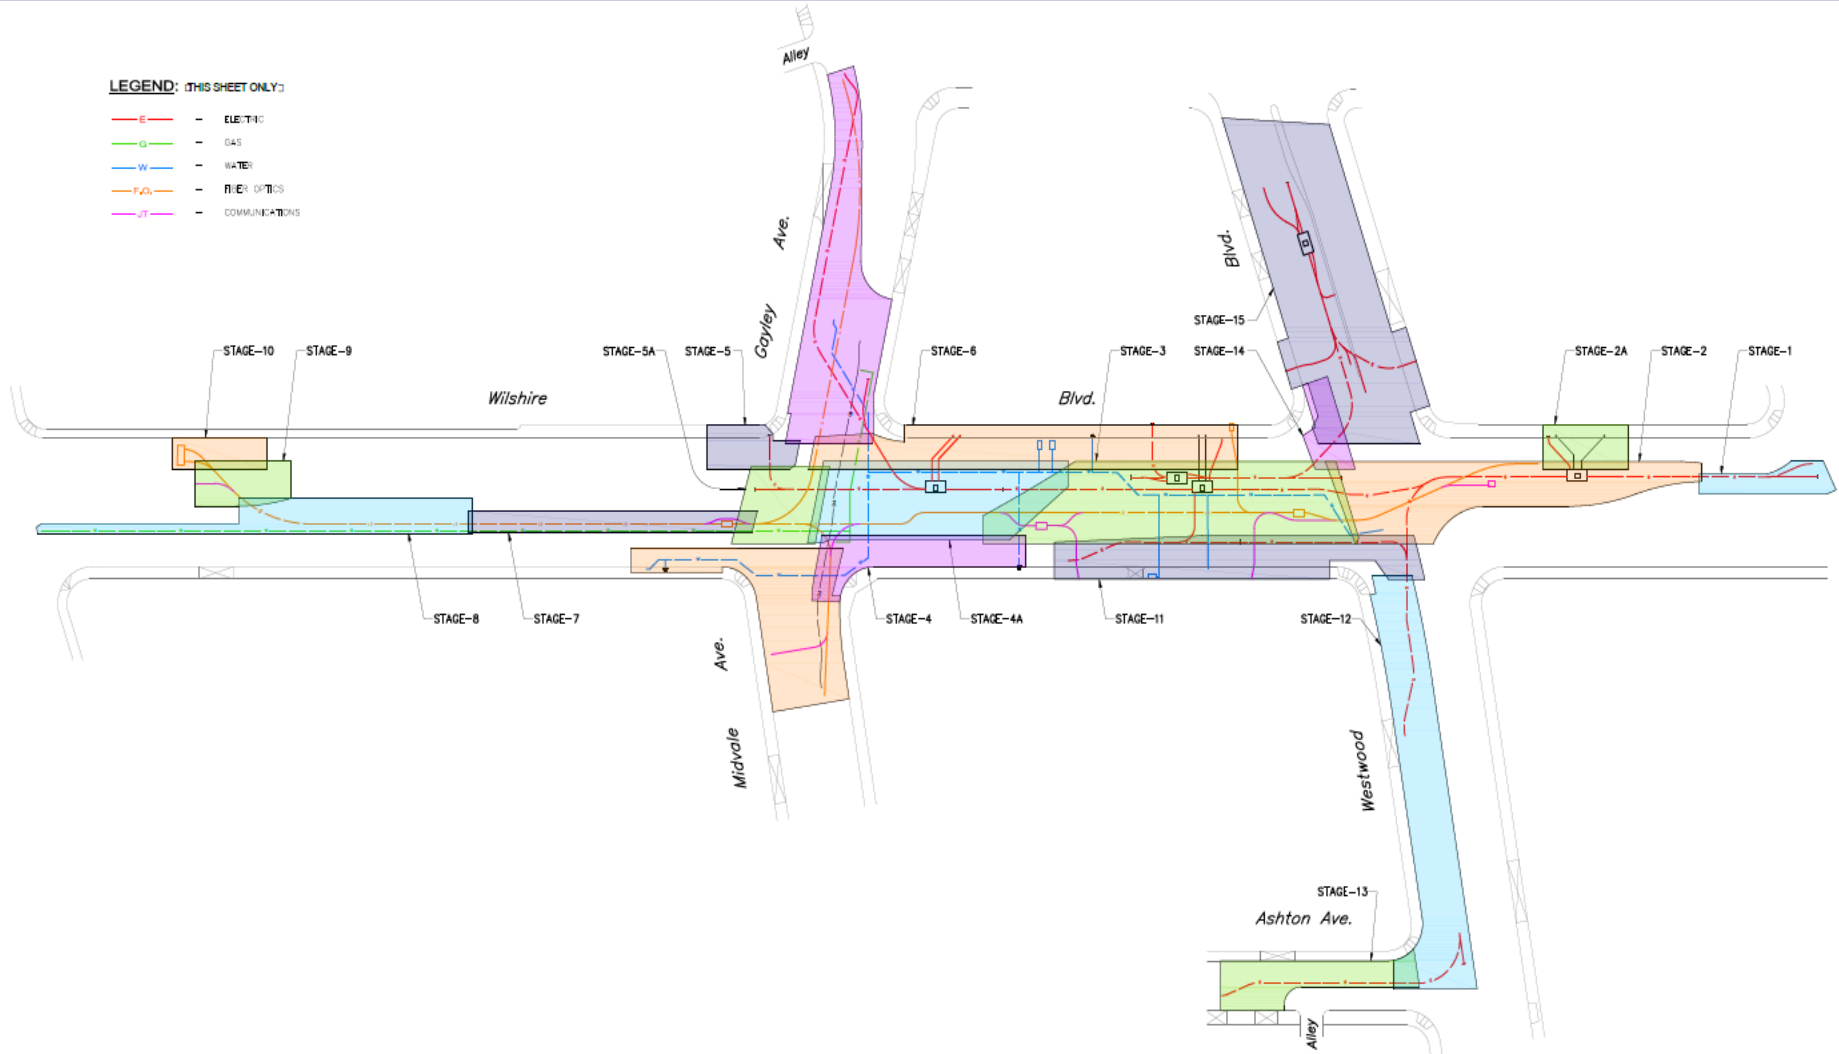 Alley
LEGEND: (THIS SHEET ONLY)
E - ELECTRIC
G - GAS
W - WATER
F.O. - FIBER OPTICS
JT - COMMUNICATIONS
Gayley Ave.
Blvd.
STAGE-15
STAGE-10
STAGE-9
STAGE-5A
STAGE-5
STAGE-6
STAGE-3
STAGE-14
STAGE-2A
STAGE-2
STAGE-1
Wilshire
Blvd.
STAGE-8
STAGE-7
STAGE-4
STAGE-4A
STAGE-11
STAGE-12
Midvale Ave.
Westwood
STAGE-13
Ashton Ave.
Alley